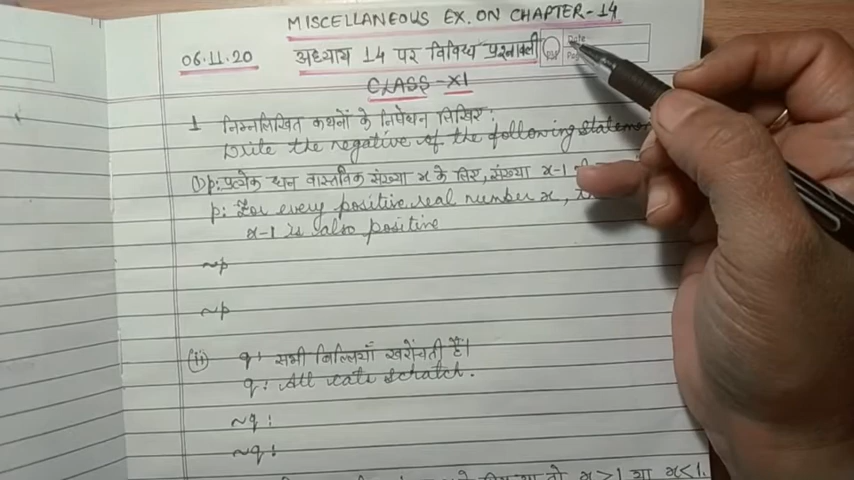 MISCELLANEOUS EX. ON CHAPTER-14
06.11.20 अध्याय 14 पर विविध प्रश्नावली
Date
CLASS-XI
1 निम्नलिखित कथनों के निषेधन लिखिए:
Write the negative of the following statemen
(i) p: प्रत्येक धन वास्तविक संख्या x के लिए, संख्या x-1
p: For every positive real number x, t
x-1 is also positive
~p
~p
(ii) q: सभी बिल्लियाँ खरोंचती हैं।
q: All cats scratch.
~q:
~q:
तो x>1 या x<1.